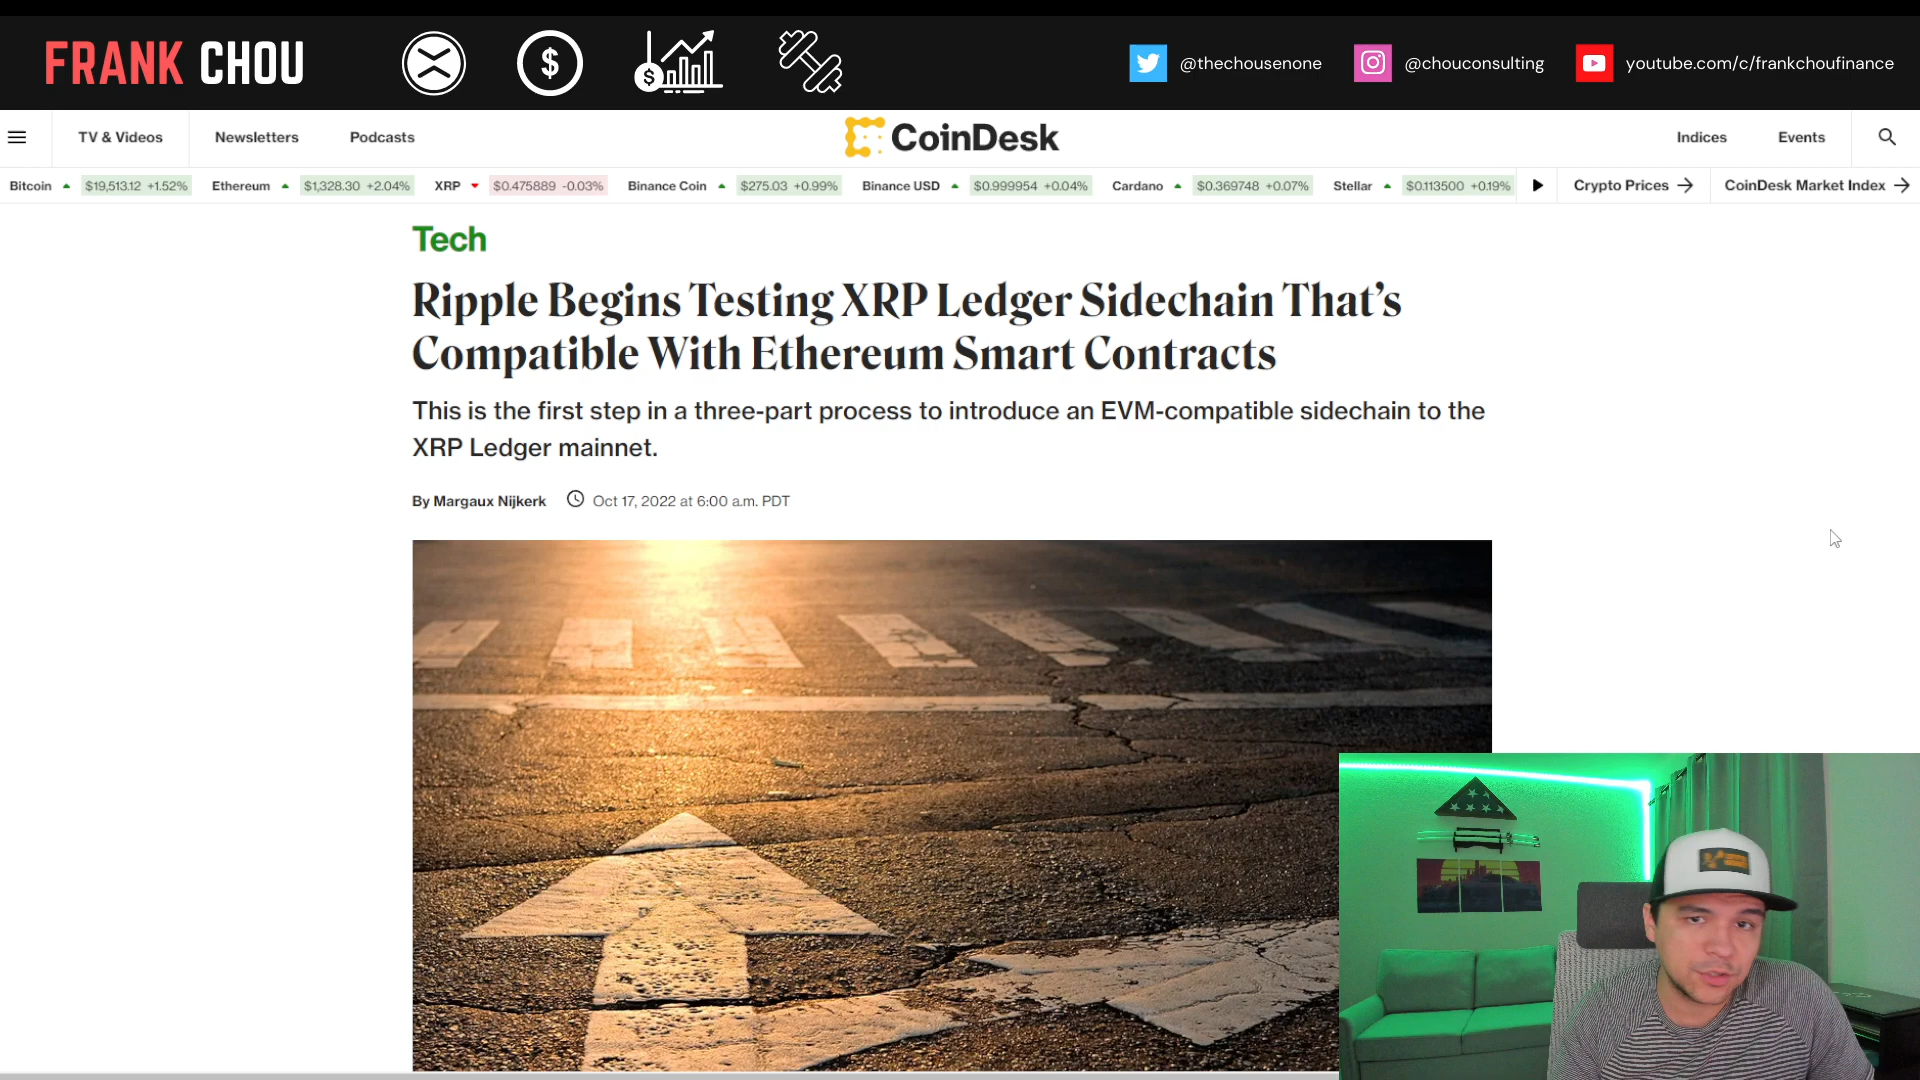 FRANK CHOU
@thechousenone
@chouconsulting
youtube.com/c/frankchoufinance
TV & Videos
Newsletters
Podcasts
CoinDesk
Indices
Events
Bitcoin $19,513.12 +1.52% Ethereum $1,328.30 +2.04% XRP $0.475889 -0.03% Binance Coin $275.03 +0.99% Binance USD $0.999954 +0.04% Cardano $0.369748 +0.07% Stellar $0.113500 +0.19% Crypto Prices → CoinDesk Market Index →
Tech
Ripple Begins Testing XRP Ledger Sidechain That's
Compatible With Ethereum Smart Contracts
This is the first step in a three-part process to introduce an EVM-compatible sidechain to the
XRP Ledger mainnet.
By Margaux Nijkerk Oct 17, 2022 at 6:00 a.m. PDT